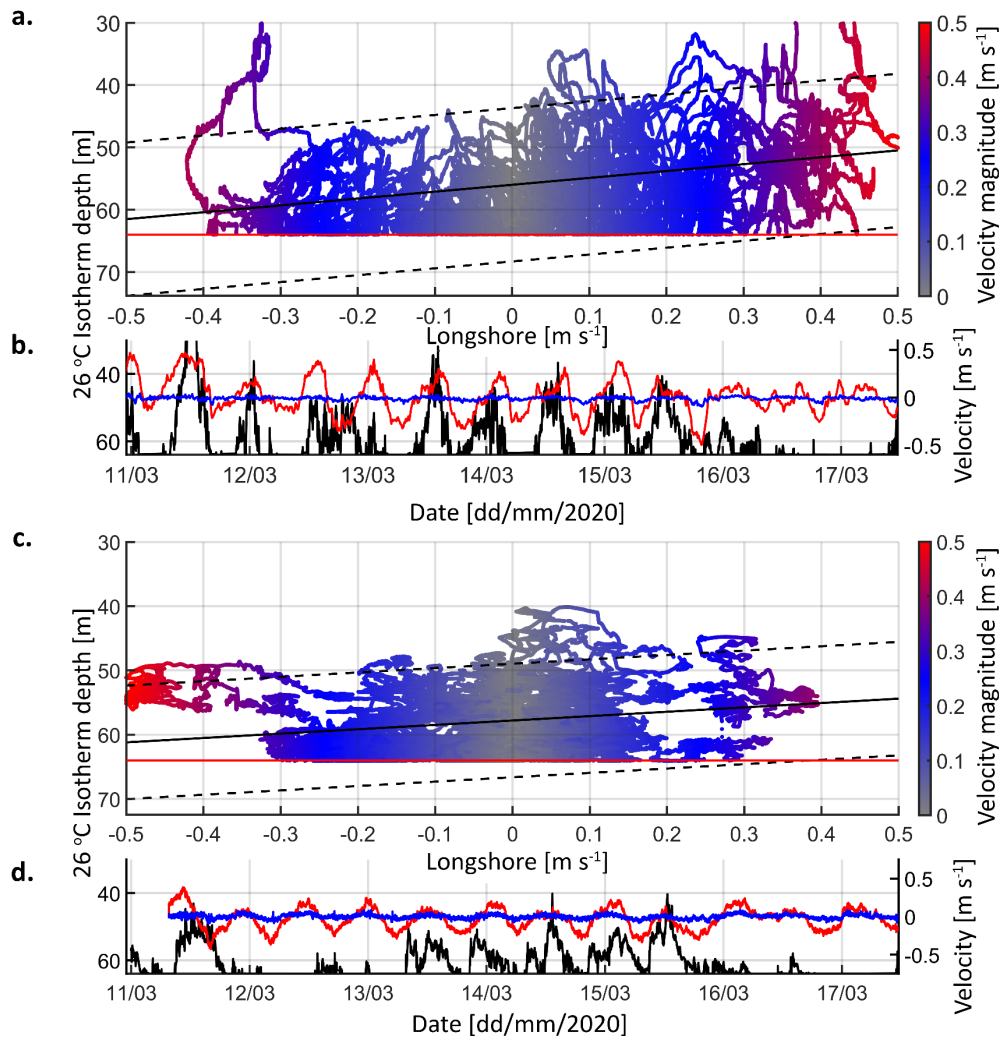 a.
30
40
50
60
70
-0.5 -0.4 -0.3 -0.2 -0.1 0 0.1 0.2 0.3 0.4 0.5
Longshore [m s-1]
0.5
0.4
0.3
0.2
0.1
0
Velocity magnitude [m s-1]
26 oC Isotherm depth [m]
b.
40
60
0.5
0
-0.5
Velocity [m s-1]
11/03 12/03 13/03 14/03 15/03 16/03 17/03
Date [dd/mm/2020]
c.
30
40
50
60
70
-0.5 -0.4 -0.3 -0.2 -0.1 0 0.1 0.2 0.3 0.4 0.5
Longshore [m s-1]
0.5
0.4
0.3
0.2
0.1
0
Velocity magnitude [m s-1]
26 oC Isotherm depth [m]
d.
40
60
0.5
0
-0.5
Velocity [m s-1]
11/03 12/03 13/03 14/03 15/03 16/03 17/03
Date [dd/mm/2020]